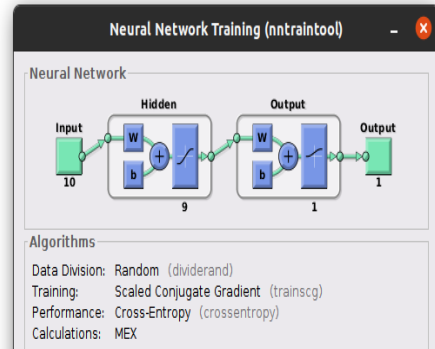 Neural Network Training (nntraintool)
Neural Network
Hidden Output
Input Output
W W
+ +
b b
10 9 1 1
Algorithms
Data Division: Random (dividerand)
Training: Scaled Conjugate Gradient (trainscg)
Performance: Cross-Entropy (crossentropy)
Calculations: MEX